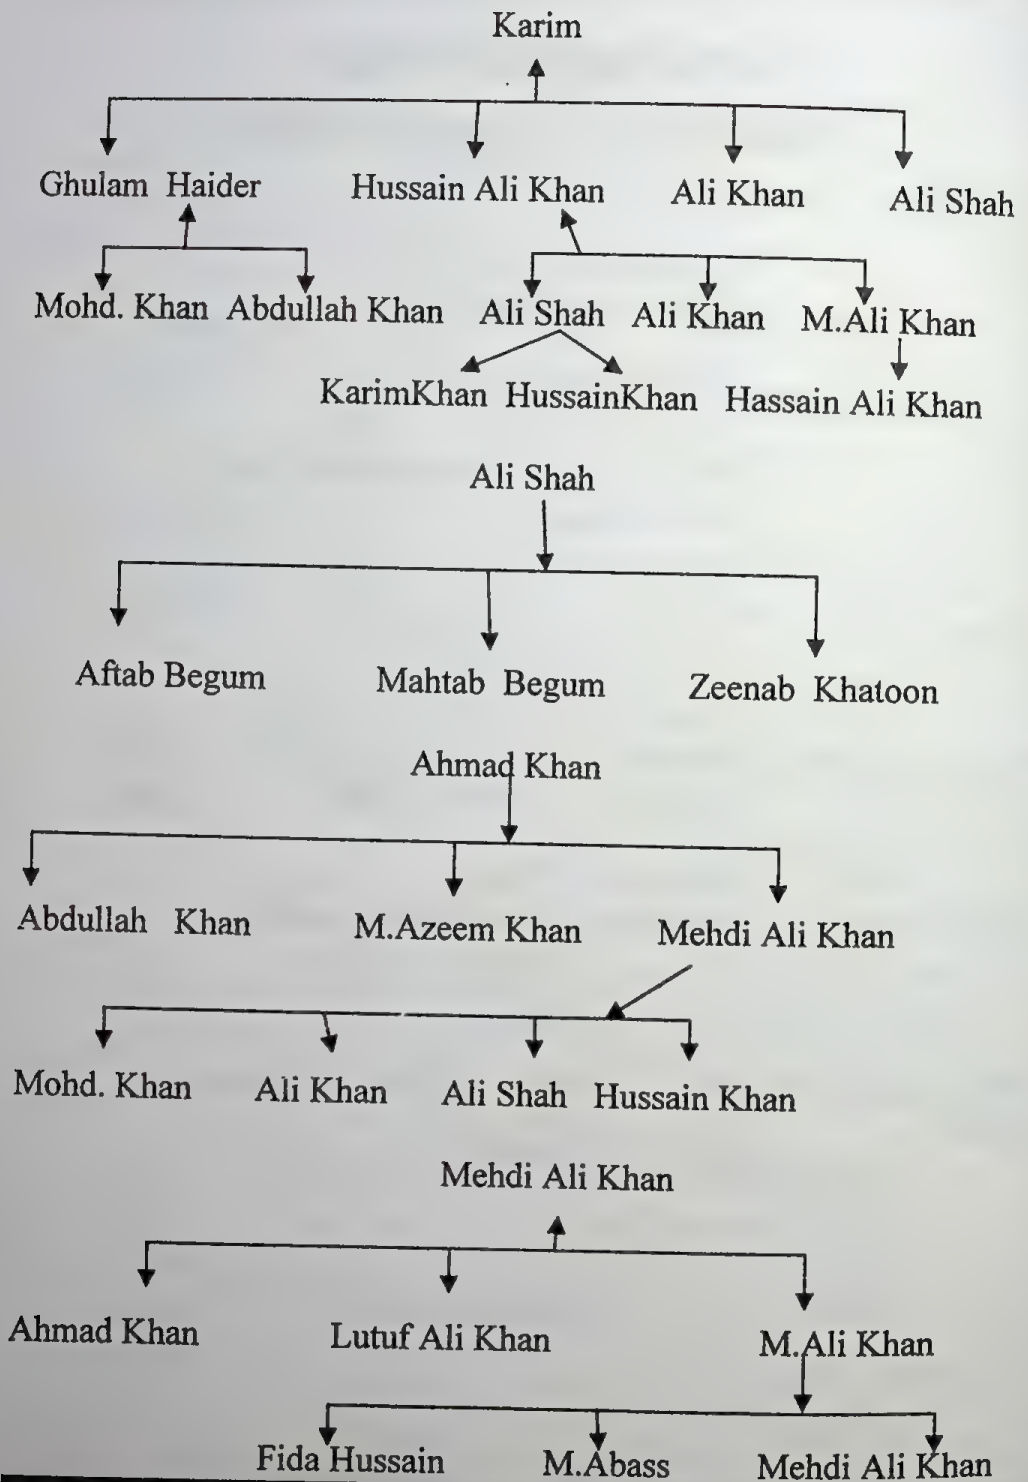 Karim
Ghulam Haider Hussain Ali Khan Ali Khan Ali Shah
Mohd. Khan Abdullah Khan Ali Shah Ali Khan M.Ali Khan
KarimKhan HussainKhan Hassain Ali Khan
Ali Shah
Aftab Begum Mahtab Begum Zeenab Khatoon
Ahmad Khan
Abdullah Khan M.Azeem Khan Mehdi Ali Khan
Mohd. Khan Ali Khan Ali Shah Hussain Khan
Mehdi Ali Khan
Ahmad Khan Lutuf Ali Khan M.Ali Khan
Fida Hussain M.Abass Mehdi Ali Khan